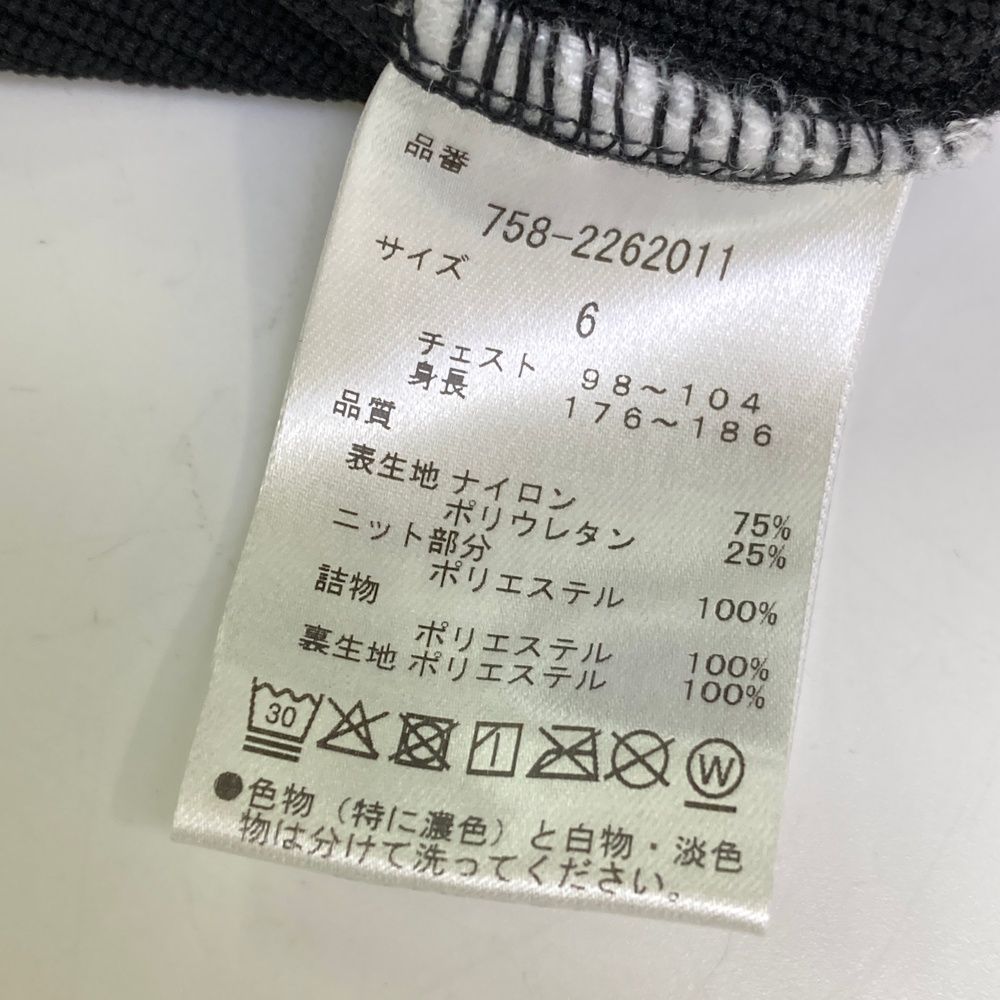 品番
758-2262011
サイズ
6
チェスト 98～104
身長 176～186
品質
表生地 ナイロン 75%
ポリウレタン 25%
ニット部分
ポリエステル 100%
詰物
ポリエステル 100%
裏生地 ポリエステル 100%
30 W
●色物（特に濃色）と白物・淡色
物は分けて洗ってください。